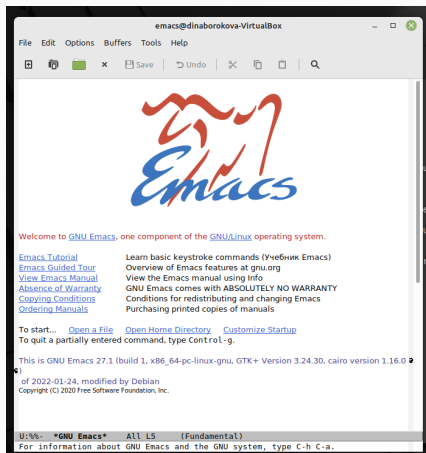 emacs@dinaborokova-VirtualBox
File Edit Options Buffers Tools Help
Save Undo
Emacs
Welcome to GNU Emacs, one component of the GNU/Linux operating system.
Emacs Tutorial Learn basic keystroke commands (Учебник Emacs)
Emacs Guided Tour Overview of Emacs features at gnu.org
View Emacs Manual View the Emacs manual using Info
Absence of Warranty GNU Emacs comes with ABSOLUTELY NO WARRANTY
Copying Conditions Conditions for redistributing and changing Emacs
Ordering Manuals Purchasing printed copies of manuals
To start... Open a File Open Home Directory Customize Startup
To quit a partially entered command, type Control-g.
This is GNU Emacs 27.1 (build 1, x86_64-pc-linux-gnu, GTK+ Version 3.24.30, cairo version 1.16.0
)
of 2022-01-24, modified by Debian
Copyright (C) 2020 Free Software Foundation, Inc.
U:%%- *GNU Emacs* All L5 (Fundamental)
For information about GNU Emacs and the GNU system, type C-h C-a.